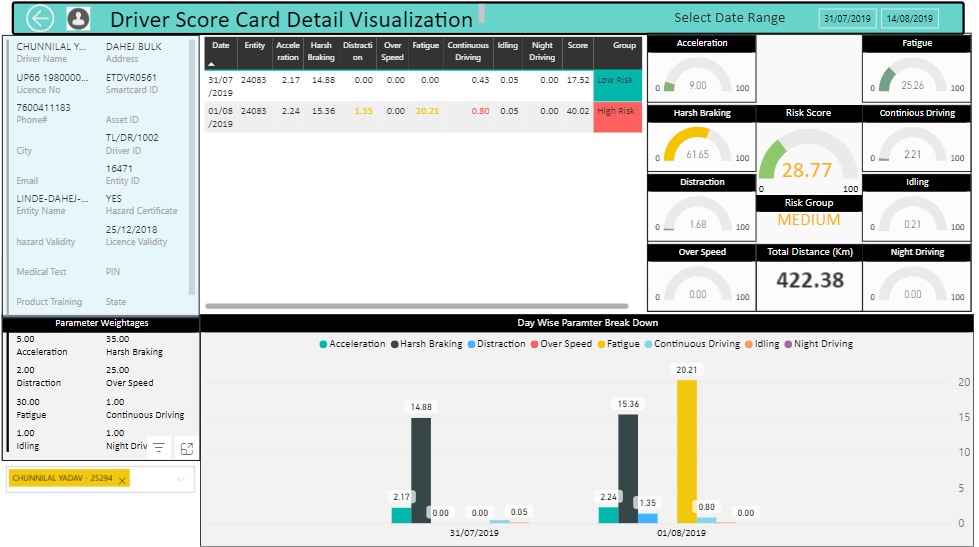 Driver Score Card Detail Visualization
Select Date Range
31/07/2019 14/08/2019
CHUNNILAL Y... DAHEJ BULK
Driver Name Address
UP66 1980000... ETDVR0561
Licence No Smartcard ID
7600411183
Phone# Asset ID
TL/DR/1002
City Driver ID
16471
Email Entity ID
LINDE-DAHEJ-... YES
Entity Name Hazard Certificate
25/12/2018
hazard Validity Licence Validity
Medical Test PIN
Product Training State
Date Entity Accele Harsh Distracti Over Fatigue Continuous Idling Night Score Group
ration Braking on Speed Driving Driving
31/07 24083 2.17 14.88 0.00 0.00 0.00 0.43 0.05 0.00 17.52 Low Risk
/2019
01/08 24083 2.24 15.36 1.35 0.00 20.21 0.80 0.05 0.00 40.02 High Risk
/2019
Acceleration
9.00
0 100
Fatigue
25.26
0 100
Harsh Braking
61.65
0 100
Risk Score
28.77
0 100
Continious Driving
2.21
0 100
Distraction
1.68
0 100
Risk Group
MEDIUM
Idling
0.21
0 100
Over Speed
0.00
0 100
Total Distance (Km)
422.38
Night Driving
0.00
0 100
Parameter Weightages
5.00 35.00
Acceleration Harsh Braking
2.00 25.00
Distraction Over Speed
30.00 1.00
Fatigue Continuous Driving
1.00 1.00
Idling Night Driv
CHUNNILAL YADAV - 25294
Day Wise Paramter Break Down
Acceleration Harsh Braking Distraction Over Speed Fatigue Continuous Driving Idling Night Driving
20
15
10
5
0
2.17 14.88 0.00 0.00 0.05
2.24 15.36 1.35 20.21 0.80 0.00
31/07/2019 01/08/2019